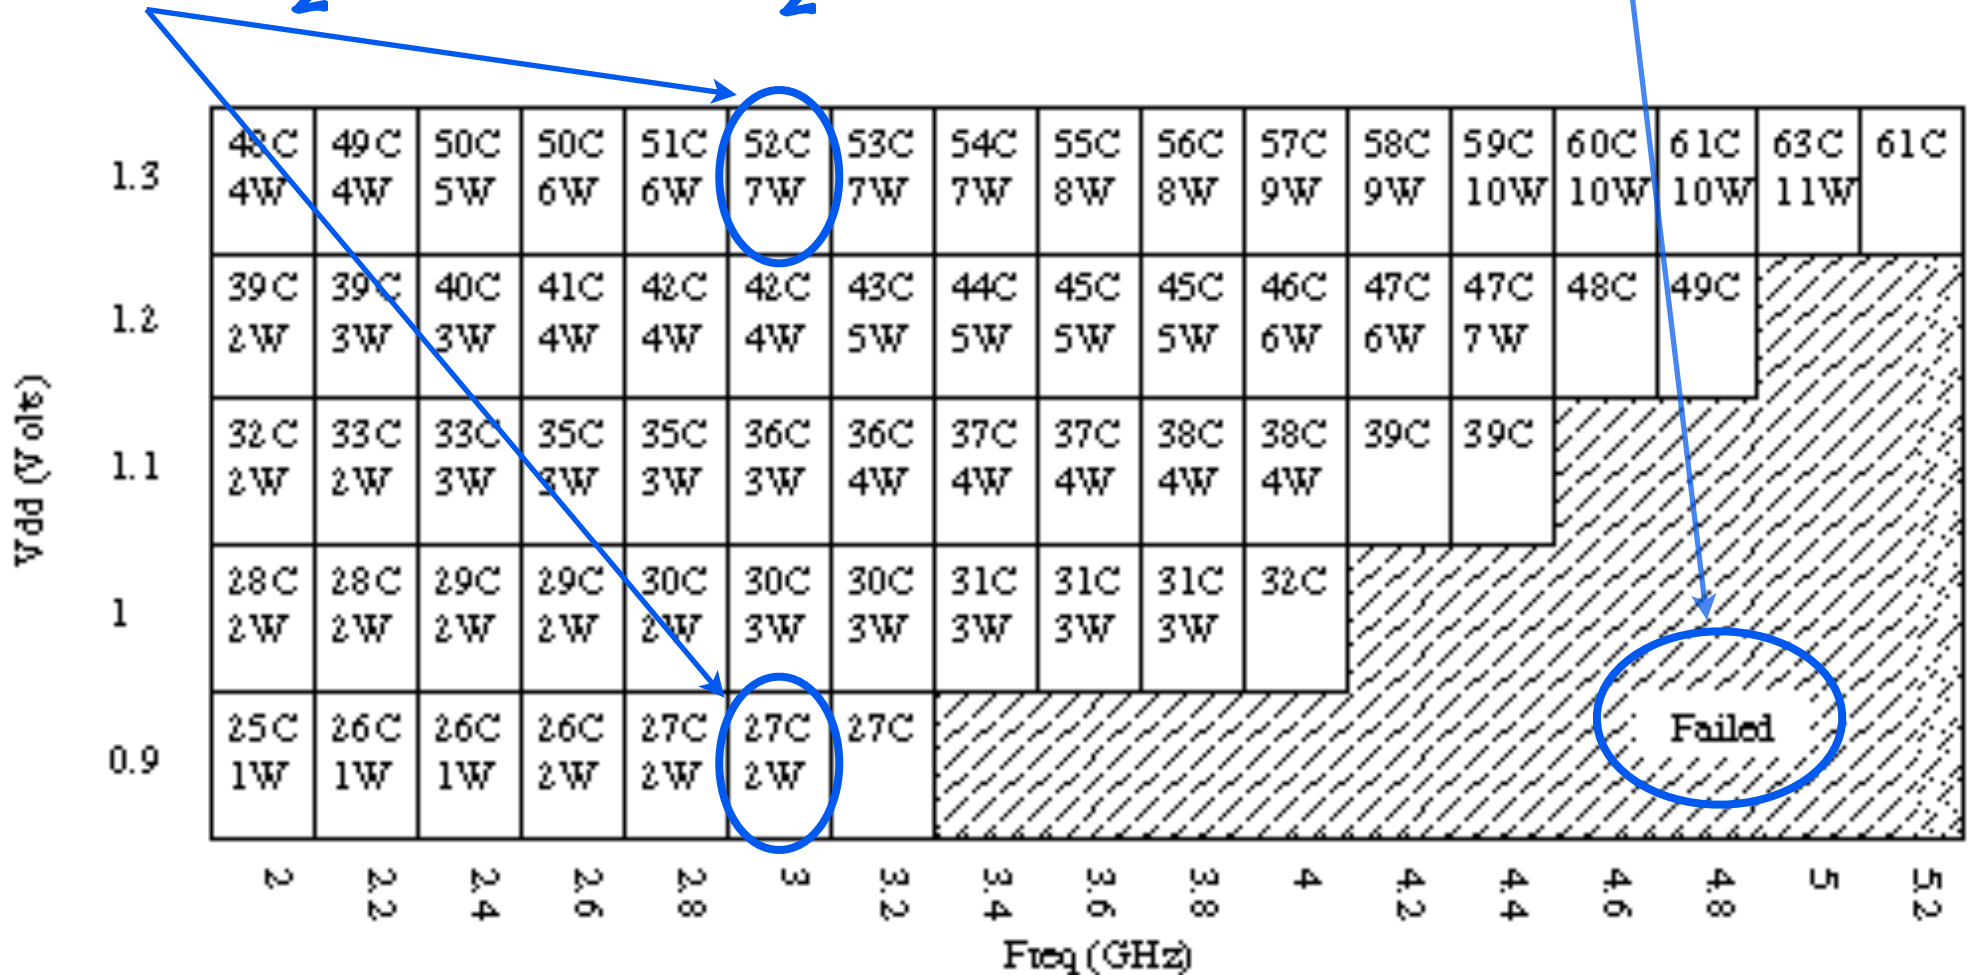 48C 49C 50C 50C 51C 52C 53C 54C 55C 56C 57C 58C 59C 60C 61C 63C 61C
1.3
4W 4W 5W 6W 6W 7W 7W 7W 8W 8W 9W 9W 10W 10W 10W 11W
39C 39C 40C 41C 42C 42C 43C 44C 45C 45C 46C 47C 47C 48C 49C
1.2
2W 3W 3W 4W 4W 4W 5W 5W 5W 5W 6W 6W 7W
32C 33C 33C 35C 35C 36C 36C 37C 37C 38C 38C 39C 39C
1.1
2W 2W 3W 3W 3W 3W 4W 4W 4W 4W 4W
28C 28C 29C 29C 30C 30C 30C 31C 31C 31C 32C
1
2W 2W 2W 2W 2W 3W 3W 3W 3W 3W
25C 26C 26C 26C 27C 27C 27C
Failed
0.9
1W 1W 1W 2W 2W 2W
Vdd (Volts)
2 2.2 2.4 2.6 2.8 3 3.2 3.4 3.6 3.8 4 4.2 4.4 4.6 4.8 5 5.2
Freq (GHz)